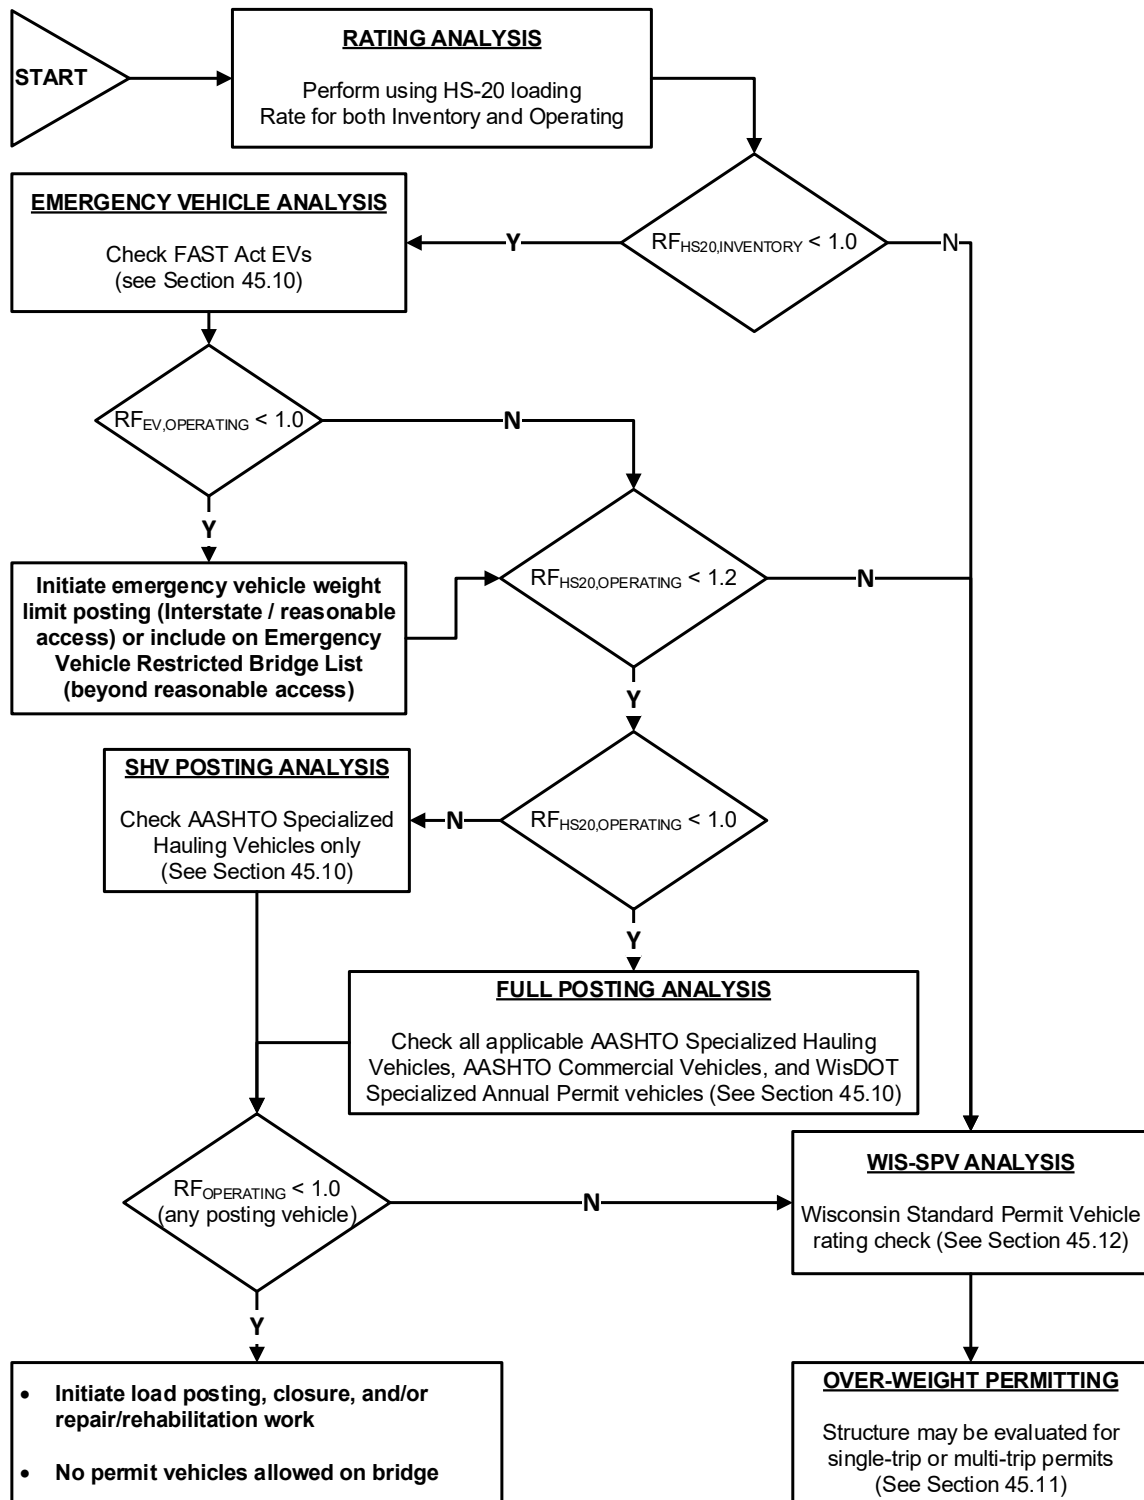 START
RATING ANALYSIS
Perform using HS-20 loading
Rate for both Inventory and Operating
EMERGENCY VEHICLE ANALYSIS
Check FAST Act EVs
(see Section 45.10)
Y
RF_HS20,INVENTORY < 1.0
N
RF_EV,OPERATING < 1.0
N
Y
Initiate emergency vehicle weight
limit posting (Interstate / reasonable
access) or include on Emergency
Vehicle Restricted Bridge List
(beyond reasonable access)
RF_HS20,OPERATING < 1.2
N
Y
SHV POSTING ANALYSIS
Check AASHTO Specialized
Hauling Vehicles only
(See Section 45.10)
N
RF_HS20,OPERATING < 1.0
Y
FULL POSTING ANALYSIS
Check all applicable AASHTO Specialized Hauling
Vehicles, AASHTO Commercial Vehicles, and WisDOT
Specialized Annual Permit vehicles (See Section 45.10)
RF_OPERATING < 1.0
(any posting vehicle)
N
WIS-SPV ANALYSIS
Wisconsin Standard Permit Vehicle
rating check (See Section 45.12)
Y
• Initiate load posting, closure, and/or
repair/rehabilitation work
• No permit vehicles allowed on bridge
OVER-WEIGHT PERMITTING
Structure may be evaluated for
single-trip or multi-trip permits
(See Section 45.11)